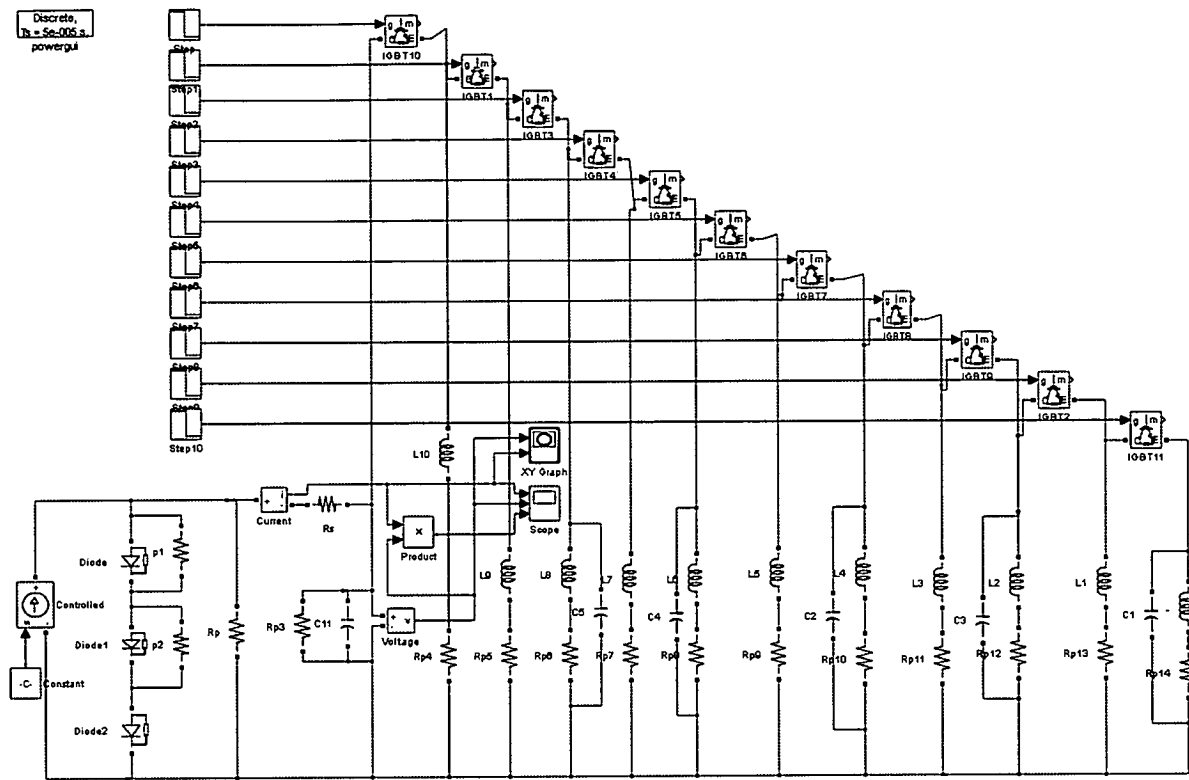 Discrete,
Ts = 5e-005 s.
powergui
Step
Step1
Step2
Step3
Step4
Step5
Step6
Step7
Step10
g m
C E
IGBT10
g m
C E
IGBT1
g m
C E
IGBT3
g m
C E
IGBT4
g m
C E
IGBT5
g m
C E
IGBT6
g m
C E
IGBT7
g m
C E
IGBT8
g m
C E
IGBT9
g m
C E
IGBT2
g m
C E
IGBT11
L10
XY Graph
+ i
-
Current
Rs
Scope
×
Product
Diode
p1
Controlled
Diode1
p2
Rp
Rp3
C11
+ v
-
Voltage
-C-
Constant
Diode2
L9
L8
L7
L6
L5
L4
L3
L2
L1
C5
C4
C2
C3
C1
Rp4
Rp5
Rp6
Rp7
Rp8
Rp9
Rp10
Rp11
Rp12
Rp13
Rp14